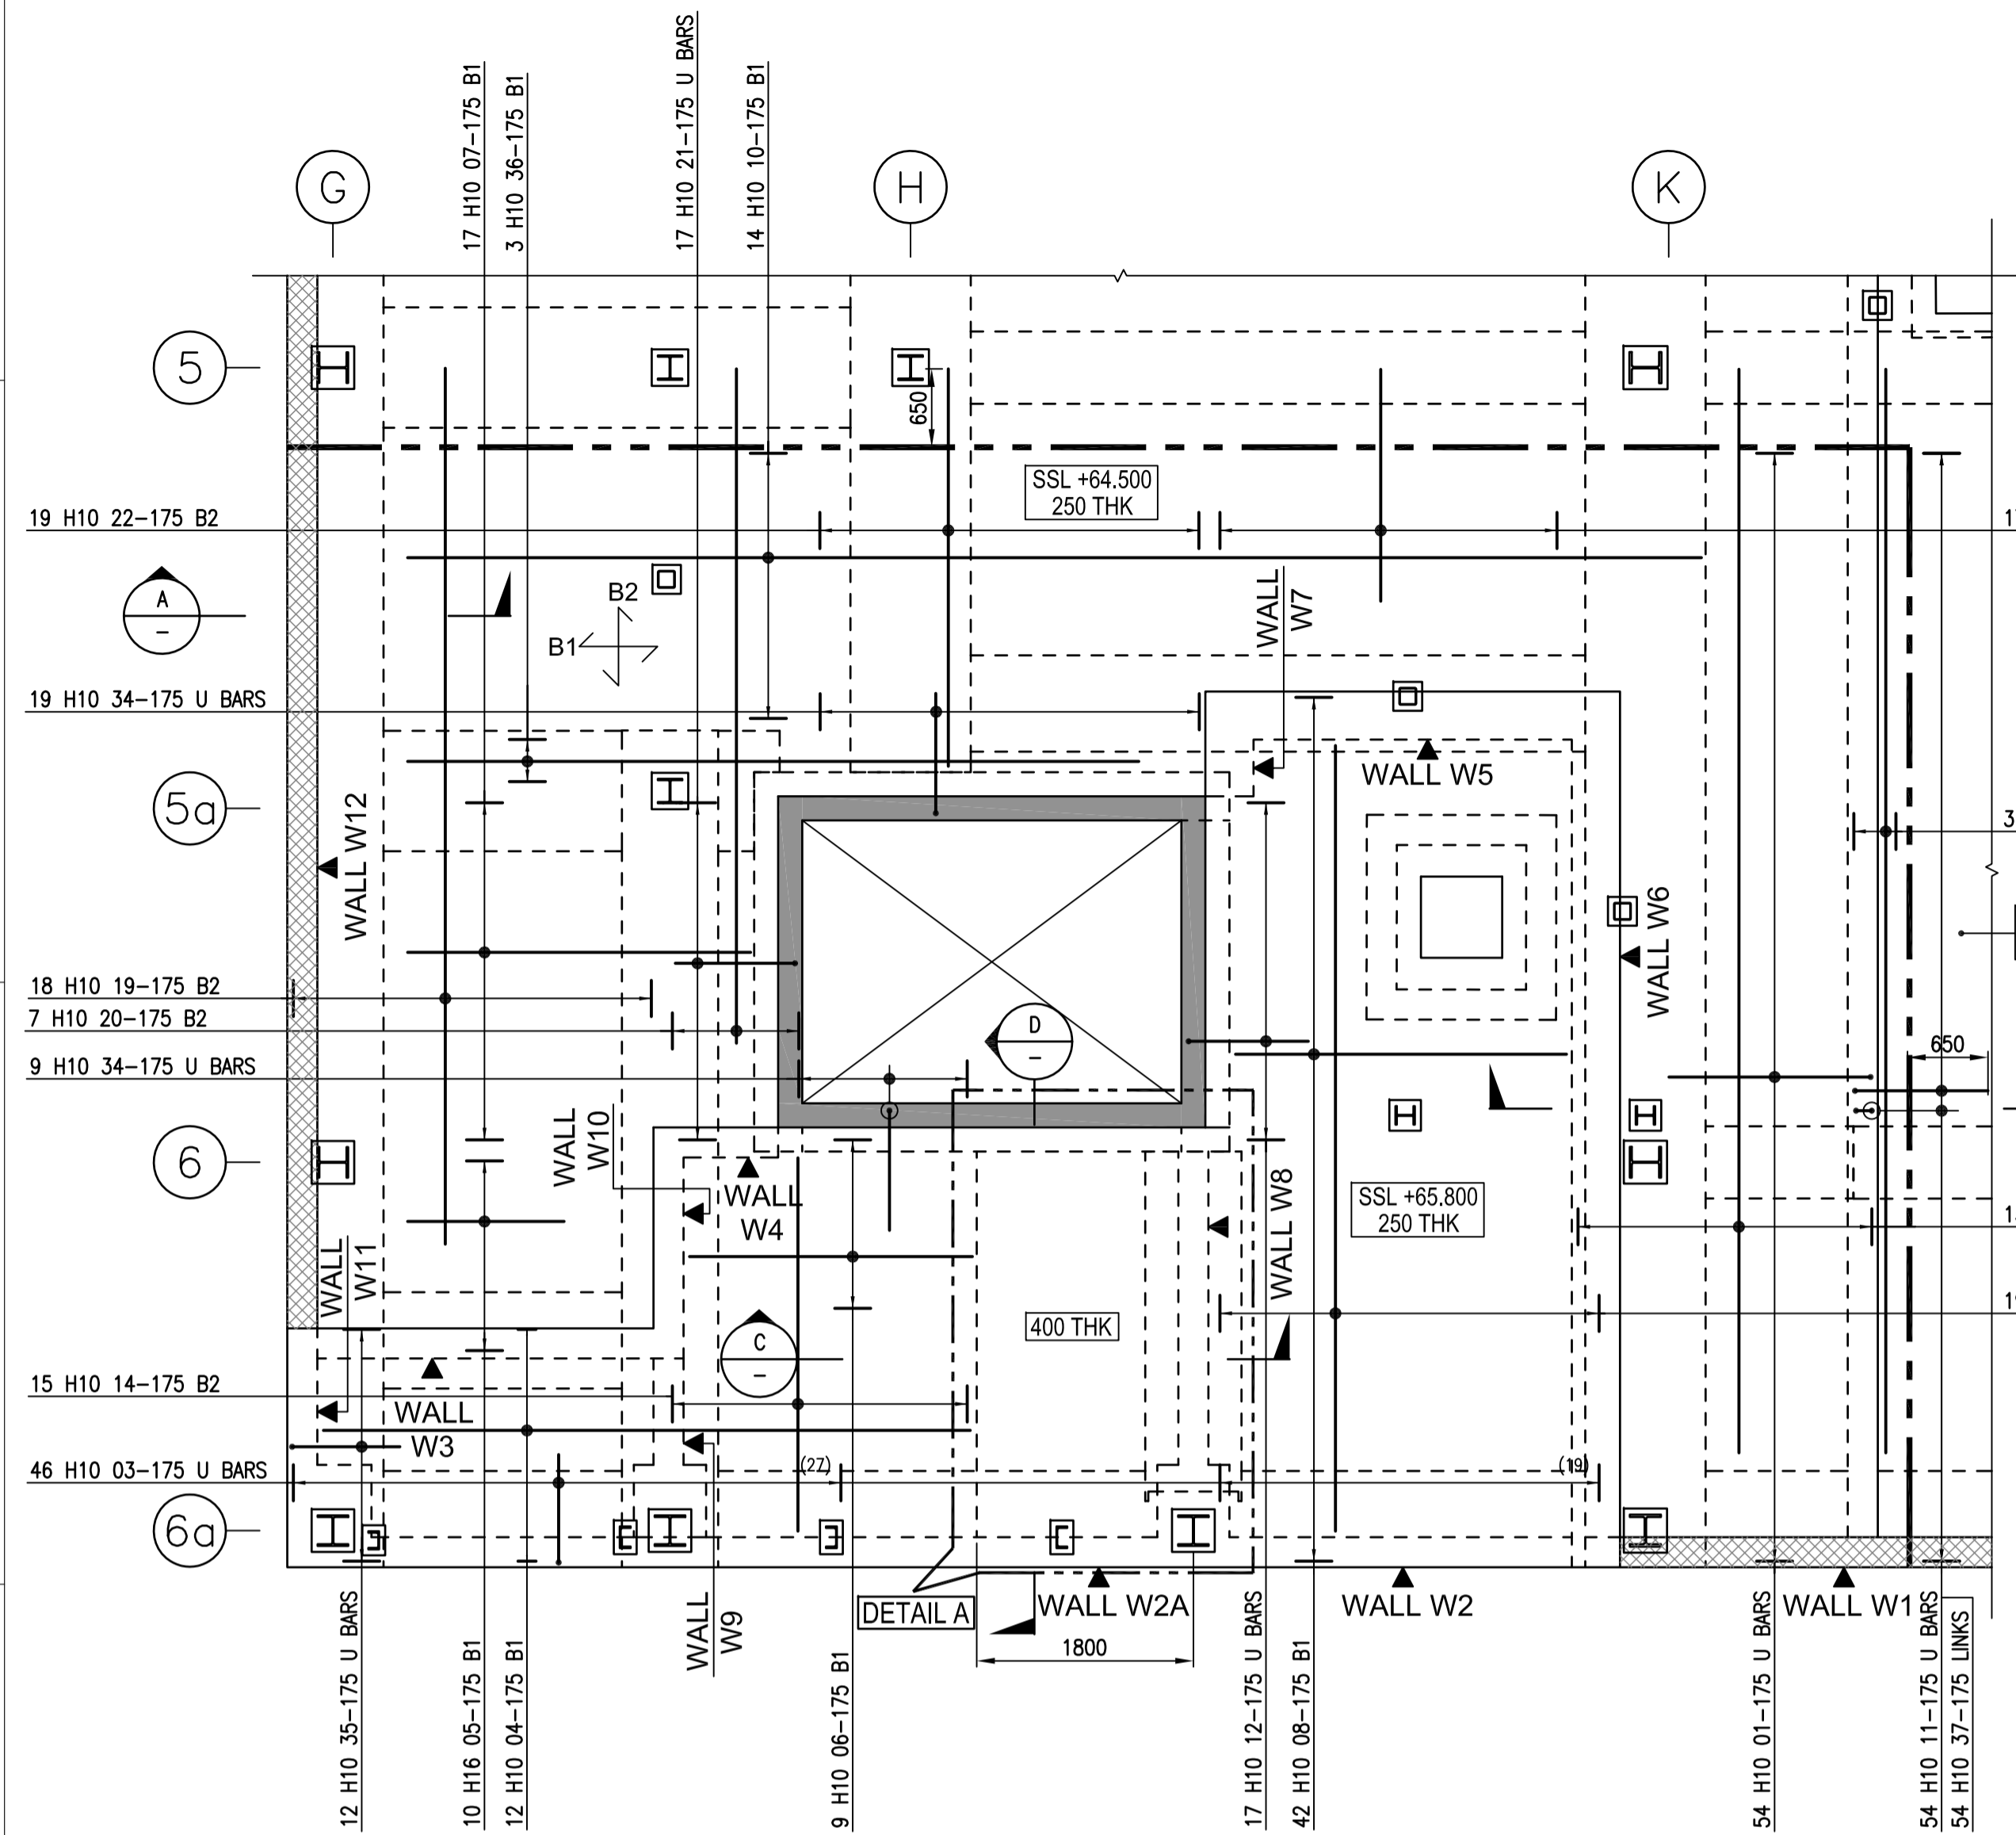 17 H10 07-175 B1
3 H10 36-175 B1
17 H10 21-175 U BARS
14 H10 10-175 B1
G
H
K
5
650
SSL +64.500
250 THK
19 H10 22-175 B2
A
-
B2
B1
WALL
W7
19 H10 34-175 U BARS
WALL W5
5a
WALL W12
WALL W6
18 H10 19-175 B2
7 H10 20-175 B2
9 H10 34-175 U BARS
D
-
650
WALL
W10
6
WALL
W4
WALL W8
SSL +65.800
250 THK
WALL
W11
400 THK
C
-
15 H10 14-175 B2
WALL
W3
46 H10 03-175 U BARS
(27)
(19)
6a
WALL
W9
DETAIL A
WALL W2A
WALL W2
WALL W1
1800
12 H10 35-175 U BARS
10 H16 05-175 B1
12 H10 04-175 B1
9 H10 06-175 B1
17 H10 12-175 U BARS
42 H10 08-175 B1
54 H10 01-175 U BARS
54 H10 11-175 U BARS
54 H10 37-175 LINKS